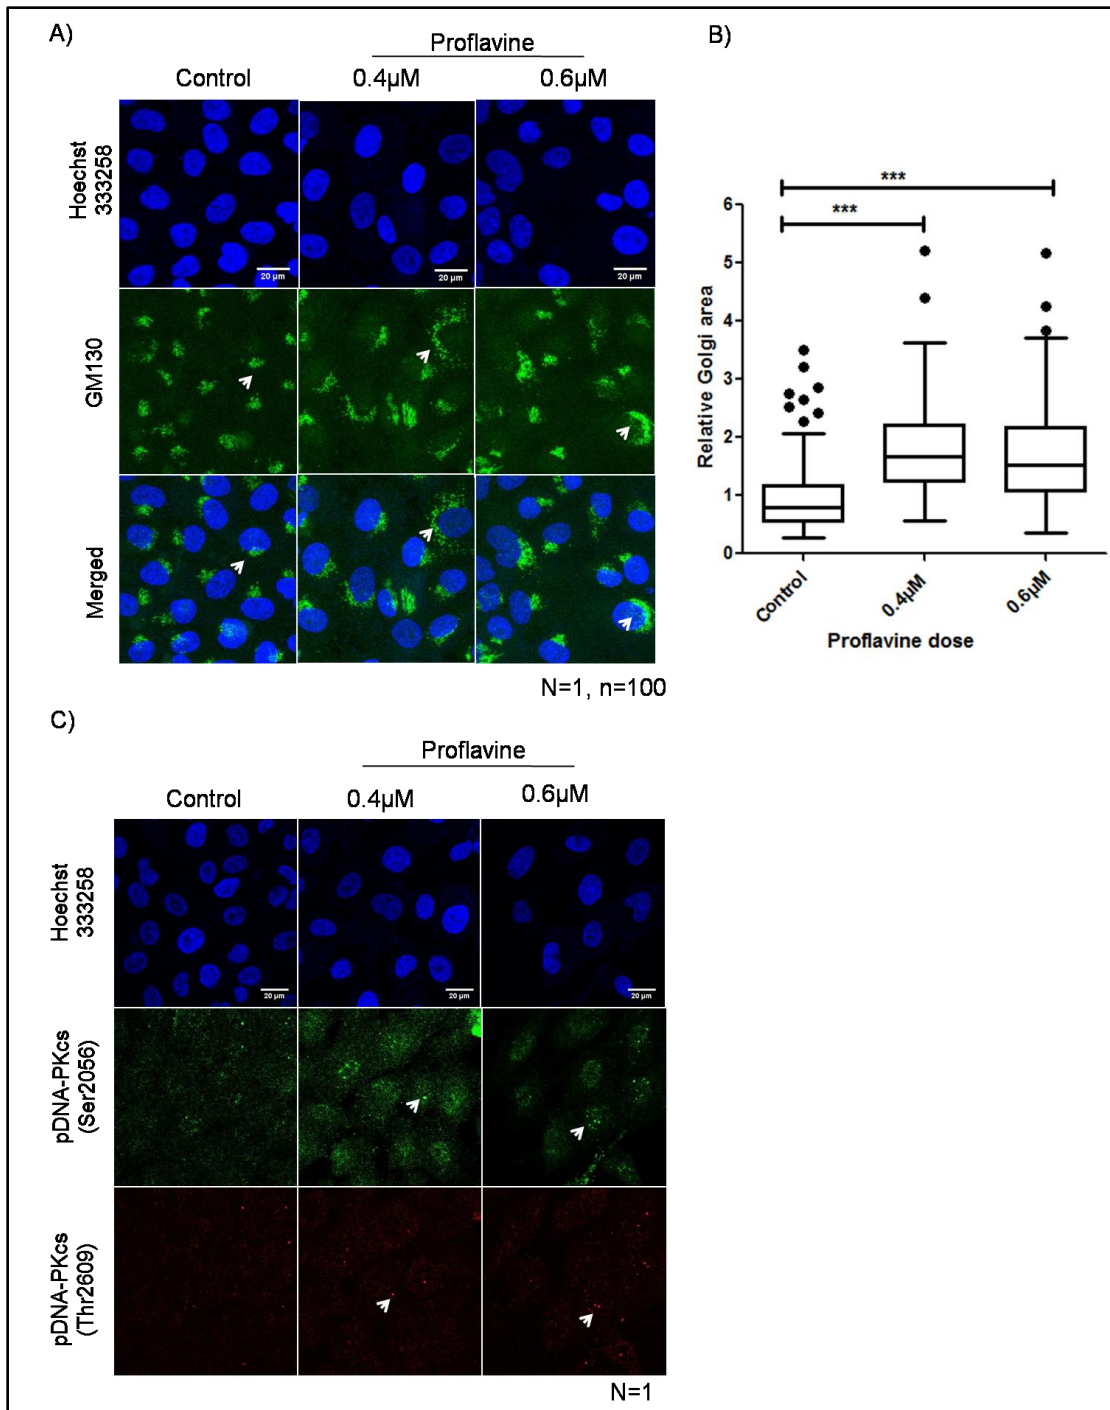 A)
Proflavine
Control
0.4µM
0.6µM
Hoechst
333258
20 µm
20 µm
20 µm
GM130
Merged
N=1, n=100
B)
***
***
6
5
4
3
2
1
0
Relative Golgi area
Control
0.4µM
0.6µM
Proflavine dose
C)
Proflavine
Control
0.4µM
0.6µM
Hoechst
333258
20 µm
20 µm
20 µm
pDNA-PKcs
(Ser2056)
pDNA-PKcs
(Thr2609)
N=1